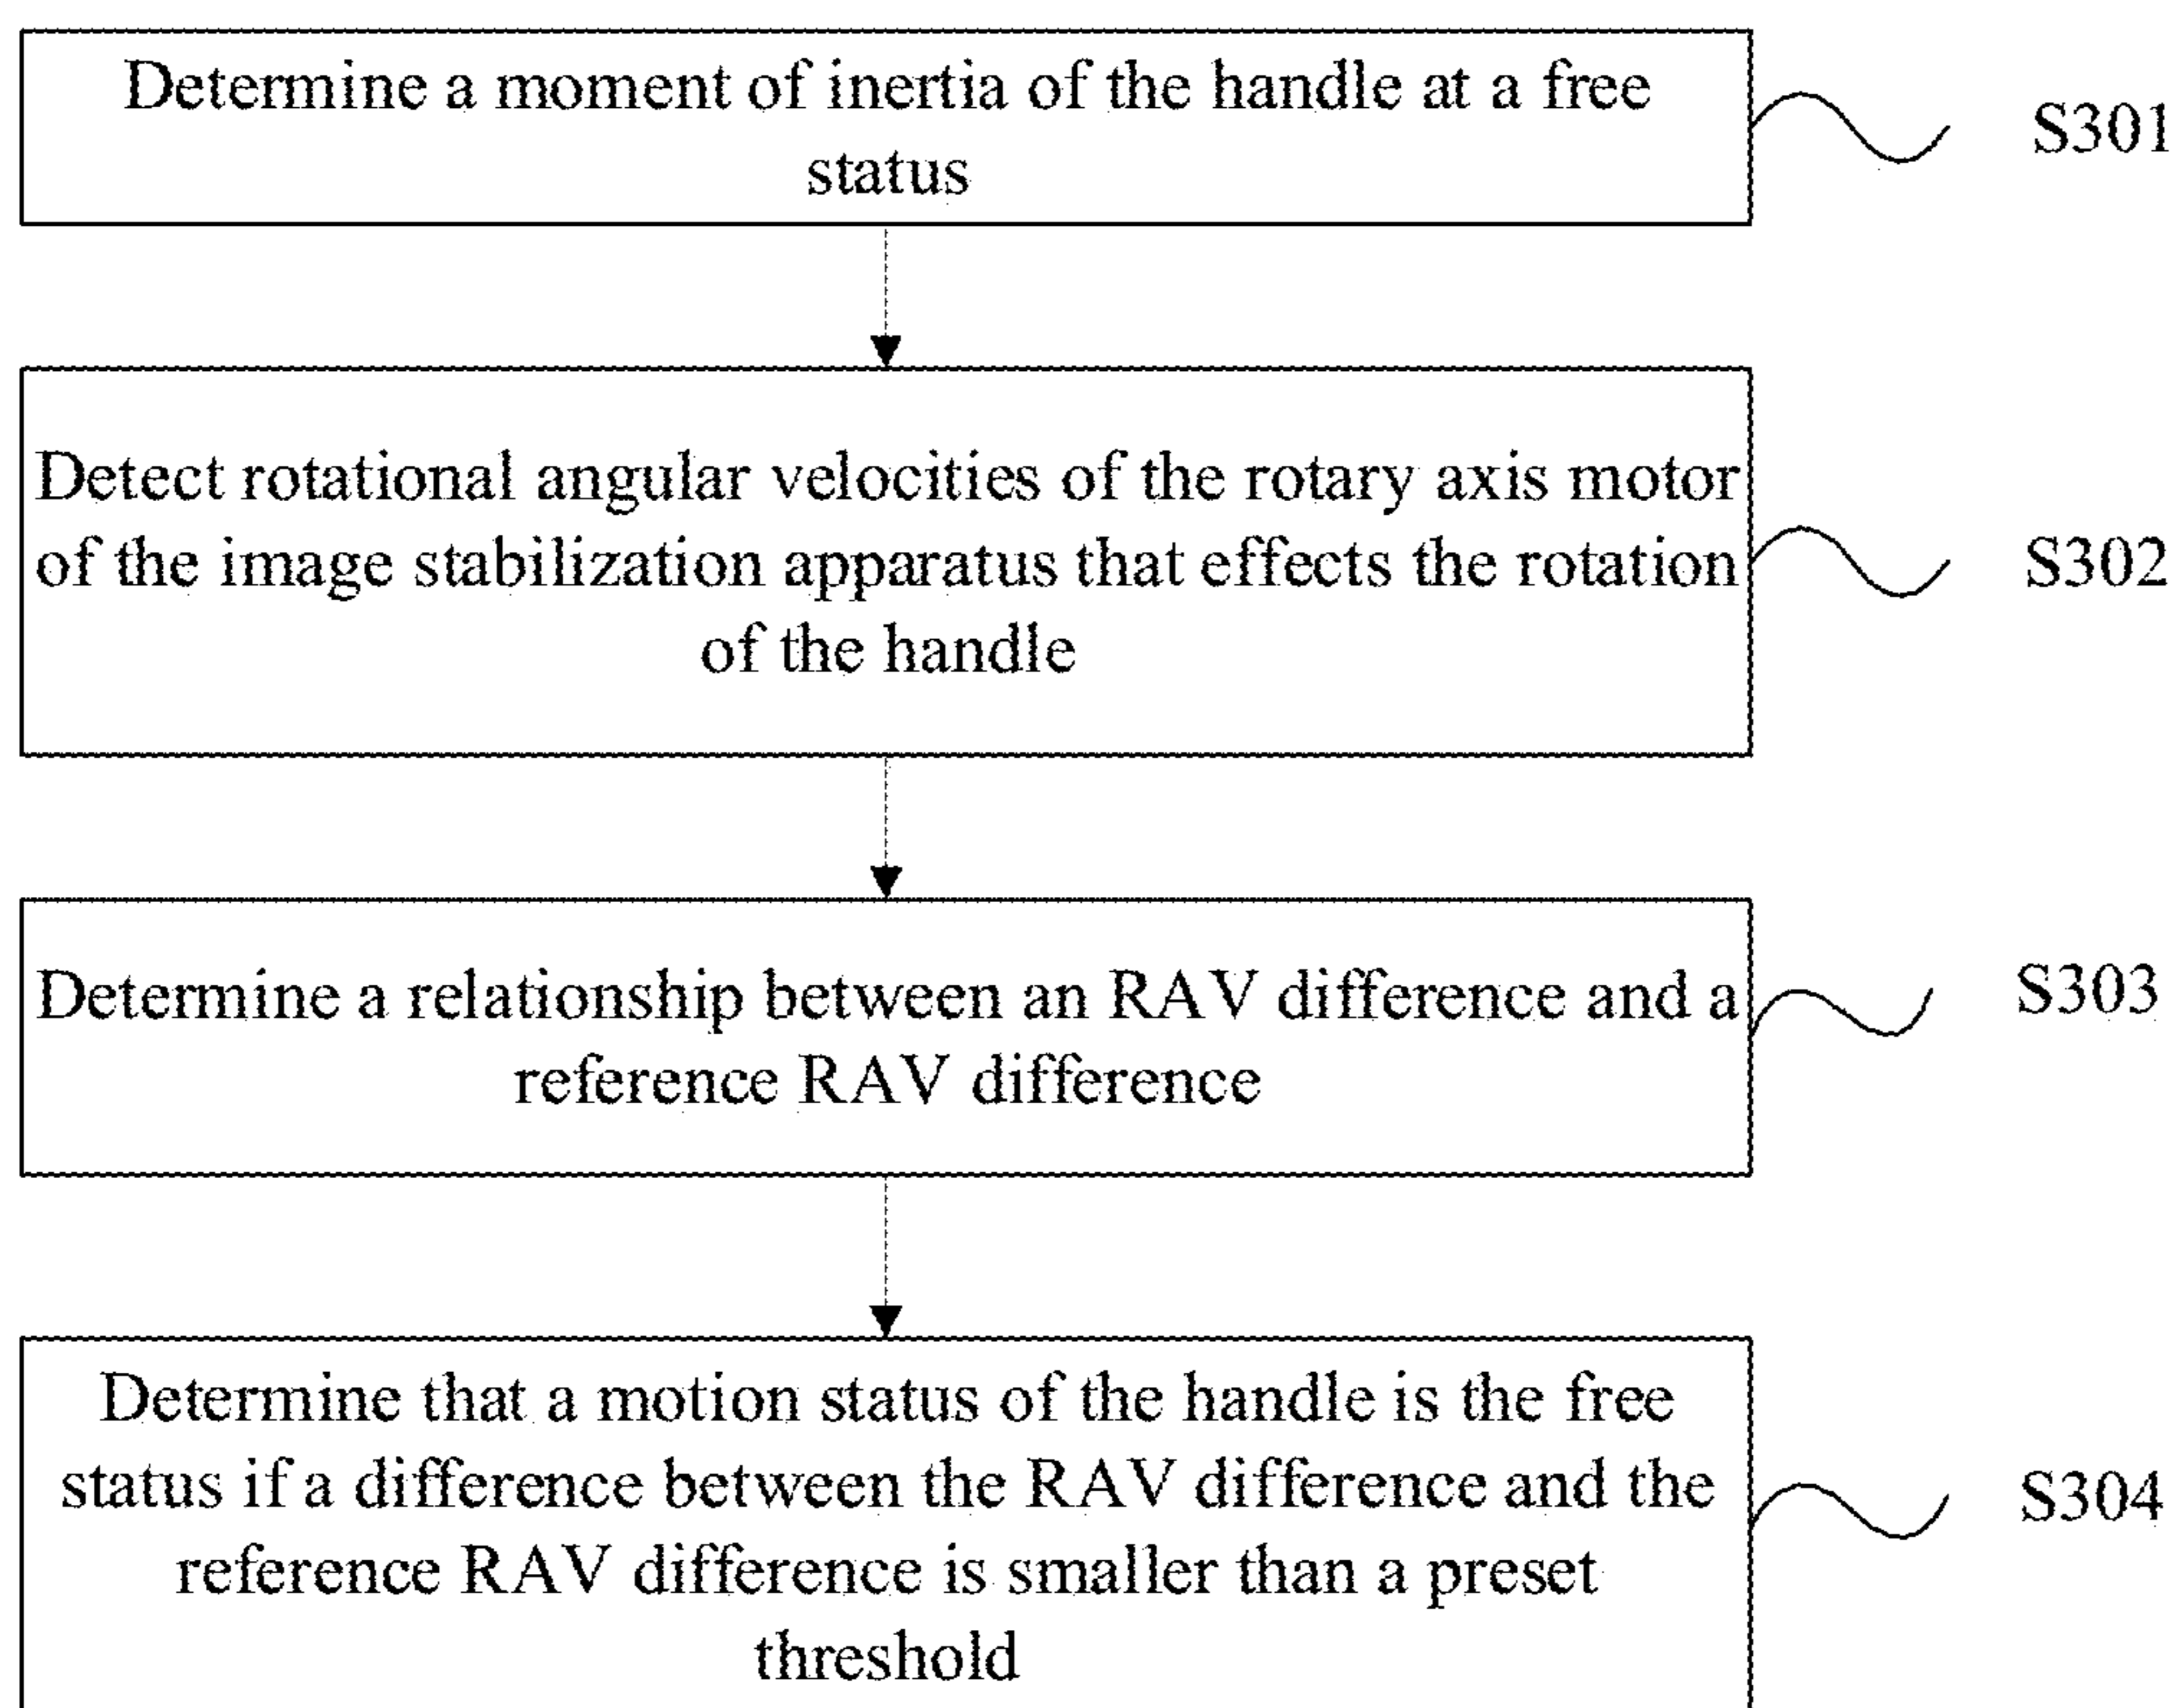 Determine a moment of inertia of the handle at a free
status
S301
Detect rotational angular velocities of the rotary axis motor
of the image stabilization apparatus that effects the rotation
of the handle
S302
Determine a relationship between an RAV difference and a
reference RAV difference
S303
Determine that a motion status of the handle is the free
status if a difference between the RAV difference and the
reference RAV difference is smaller than a preset
threshold
S304